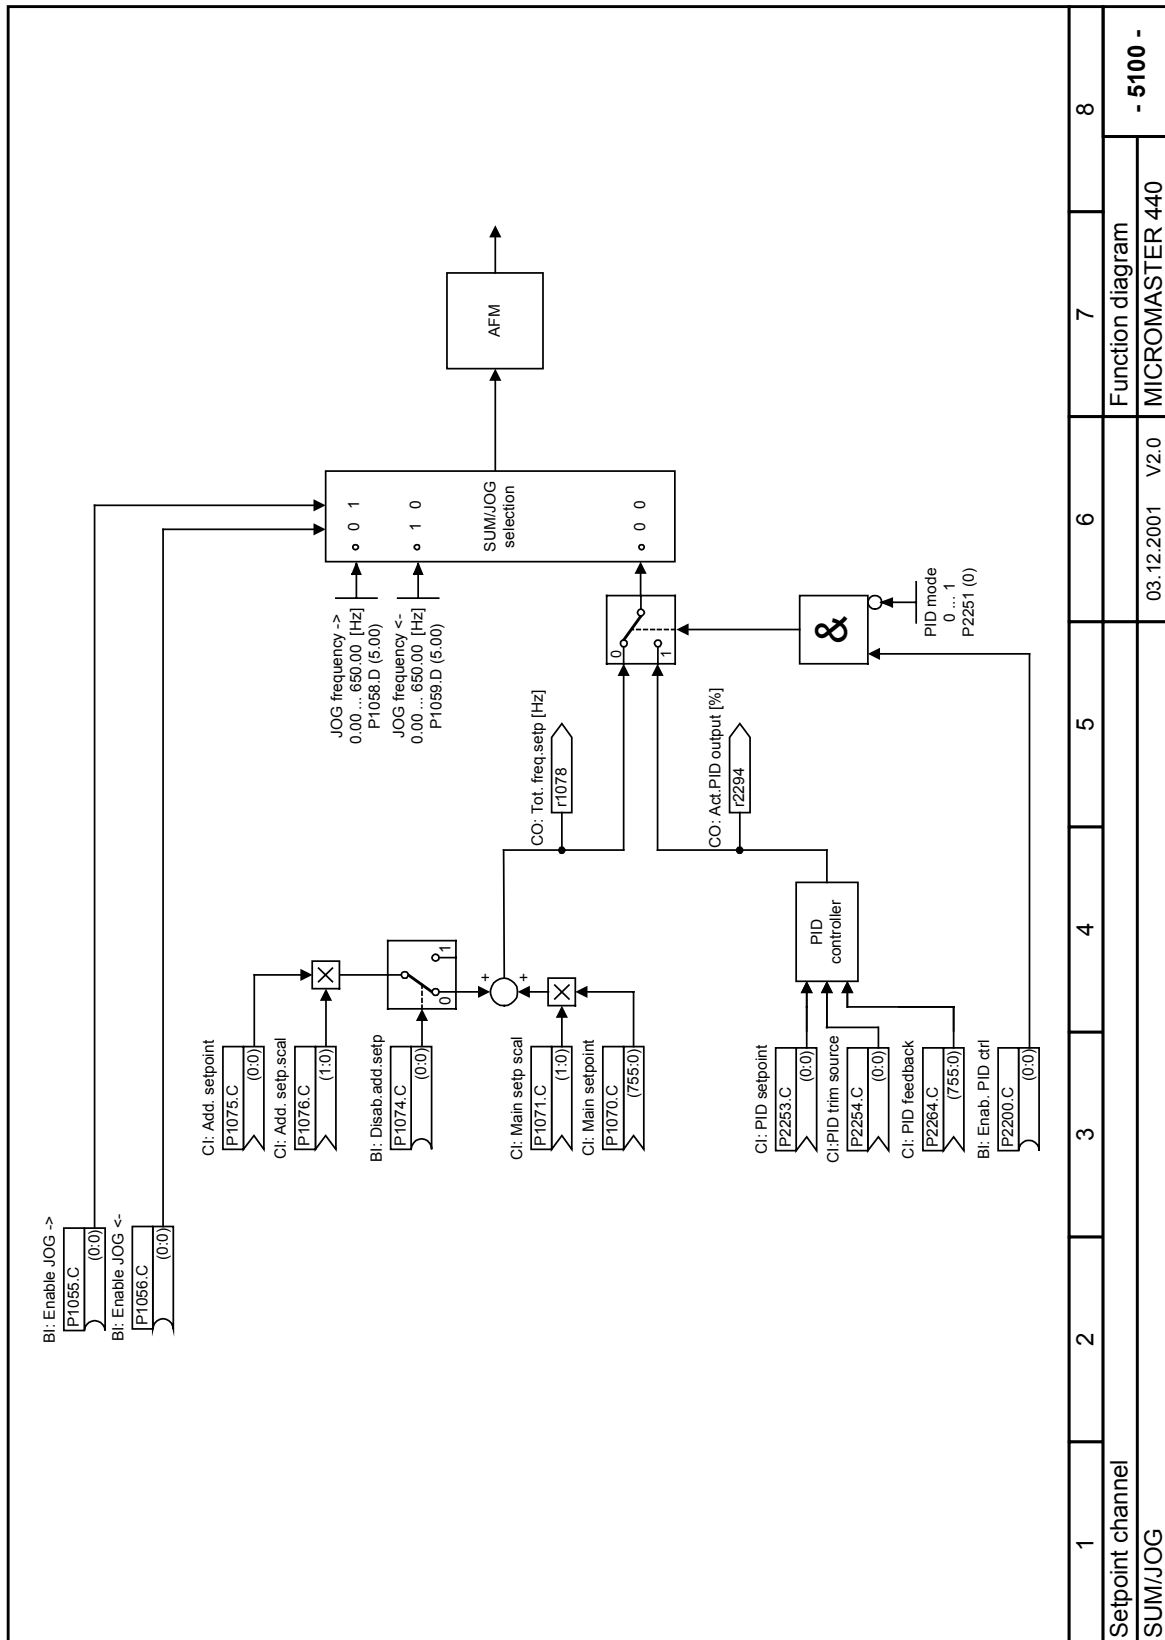 BI: Enable JOG ->
P1055.C
(0:0)
BI: Enable JOG <-
P1056.C
(0:0)
CI: Add. setpoint
P1075.C
(0:0)
CI: Add. setp.scal
P1076.C
(1:0)
BI: Disab.add.setp
P1074.C
(0:0)
0 1
CI: Main setp scal
P1071.C
(1:0)
CI: Main setpoint
P1070.C
(755:0)
+
+
CI: PID setpoint
P2253.C
(0:0)
CI:PID trim source
P2254.C
(0:0)
CI: PID feedback
P2264.C
(755:0)
BI: Enab. PID ctrl
P2200.C
(0:0)
PID
controller
CO: Tot. freq.setp [Hz]
r1078
CO: Act.PID output [%]
r2294
JOG frequency ->
0.00 ... 650.00 [Hz]
P1058.D (5.00)
JOG frequency <-
0.00 ... 650.00 [Hz]
P1059.D (5.00)
0
1
&
PID mode
0 ... 1
P2251 (0)
0 1
1 0
SUM/JOG
selection
0 0
AFM
1 2 3 4 5 6 7 8
Setpoint channel
Function diagram
- 5100 -
SUM/JOG
03.12.2001 V2.0
MICROMASTER 440